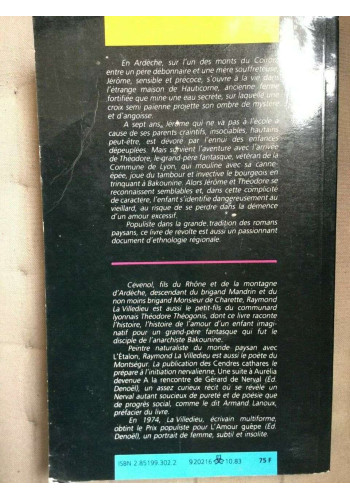 En Ardèche, sur l'un des monts du Coiron
entre un père débonnaire et une mère souffreteuse,
Jérôme, sensible et précoce, s'ouvre à la vie dans
l'étrange maison de Hauticorne, ancienne ferme
fortifiée que mine une eau secrète, sur laquelle une
croix semi païenne projette son ombre de mystère
et d'angoisse.
A sept ans, Jérôme qui ne va pas à l'école à
cause de ses parents craintifs, insociables, hautains
peut-être, est dévoré par l'ennui des enfances
dépeuplées. Mais survient l'aventure avec l'arrivée
de Théodore, le grand-père fantasque, vétéran de la
Commune de Lyon, qui mouline avec sa canne-
épée, joue du tambour et invective le bourgeois en
trinquant à Bakounine. Alors Jérôme et Théodore se
reconnaissent semblables et, dans cette complicité
de caractère, l'enfant s'identifie dangereusement au
vieillard, au risque de se perdre dans la démence
d'un amour excessif.
Populiste dans la grande tradition des romans
paysans, ce livre de révolte est aussi un passionnant
document d'ethnologie régionale.
Cévenol, fils du Rhône et de la montagne
d'Ardèche, descendant du brigand Mandrin et du
non moins brigand Monsieur de Charette, Raymond
La Villedieu est aussi le petit-fils du communard
lyonnais Théodore Théogonis, dont ce livre raconte
l'histoire, l'histoire de l'amour d'un enfant imagi-
natif pour un grand-père fantasque qui fut le
disciple de l'anarchiste Bakounine.
Peintre naturaliste du monde paysan avec
L'Étalon, Raymond La Villedieu est aussi le poète du
Montségur. La publication des Cendres cathares le
prépare à l'initiation nervalienne, Une suite à Aurélia
devenue A la rencontre de Gérard de Nerval (Ed.
Denoël), un assez curieux récit où se révèle un
Nerval autant soucieux de pureté et de poésie que
de progrès social, comme le dit Armand Lanoux,
préfacier du livre.
En 1974, La Villedieu, écrivain multiforme,
obtint le Prix populiste pour L'Amour guêpe (Ed.
Denoël), un portrait de femme, subtil et insolite.
ISBN 2 85199 302 2
9 20216
10.83
75 F